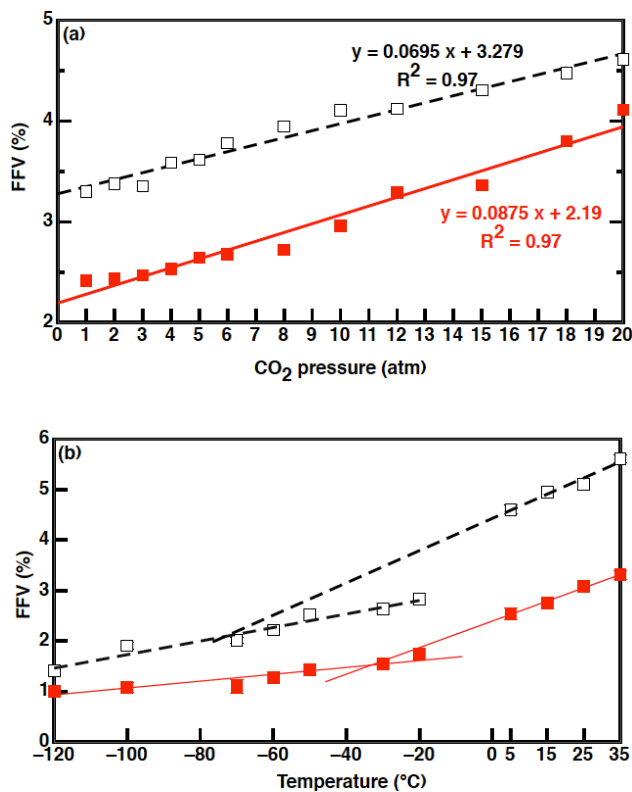 5
(a)
y = 0.0695 x + 3.279
R2 = 0.97
4
FFV (%)
3
y = 0.0875 x + 2.19
R2 = 0.97
2
0 1 2 3 4 5 6 7 8 9 10 11 12 13 14 15 16 17 18 20
CO2 pressure (atm)
6
(b)
5
4
FFV (%)
3
2
1
0
−120 −100 −80 −60 −40 −20 0 5 15 25 35
Temperature (°C)